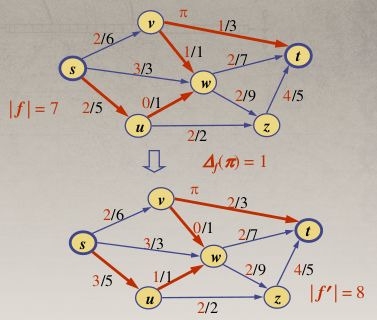 v π 1/3
2/6 1/1 2/7 t
s 3/3 w
|f| = 7 2/5 0/1 2/9 4/5
u 2/2 z
Δf(π) = 1
v π 2/3
2/6 0/1 2/7 t
s 3/3 w
3/5 1/1 2/9 4/5
u 2/2 z |f'| = 8